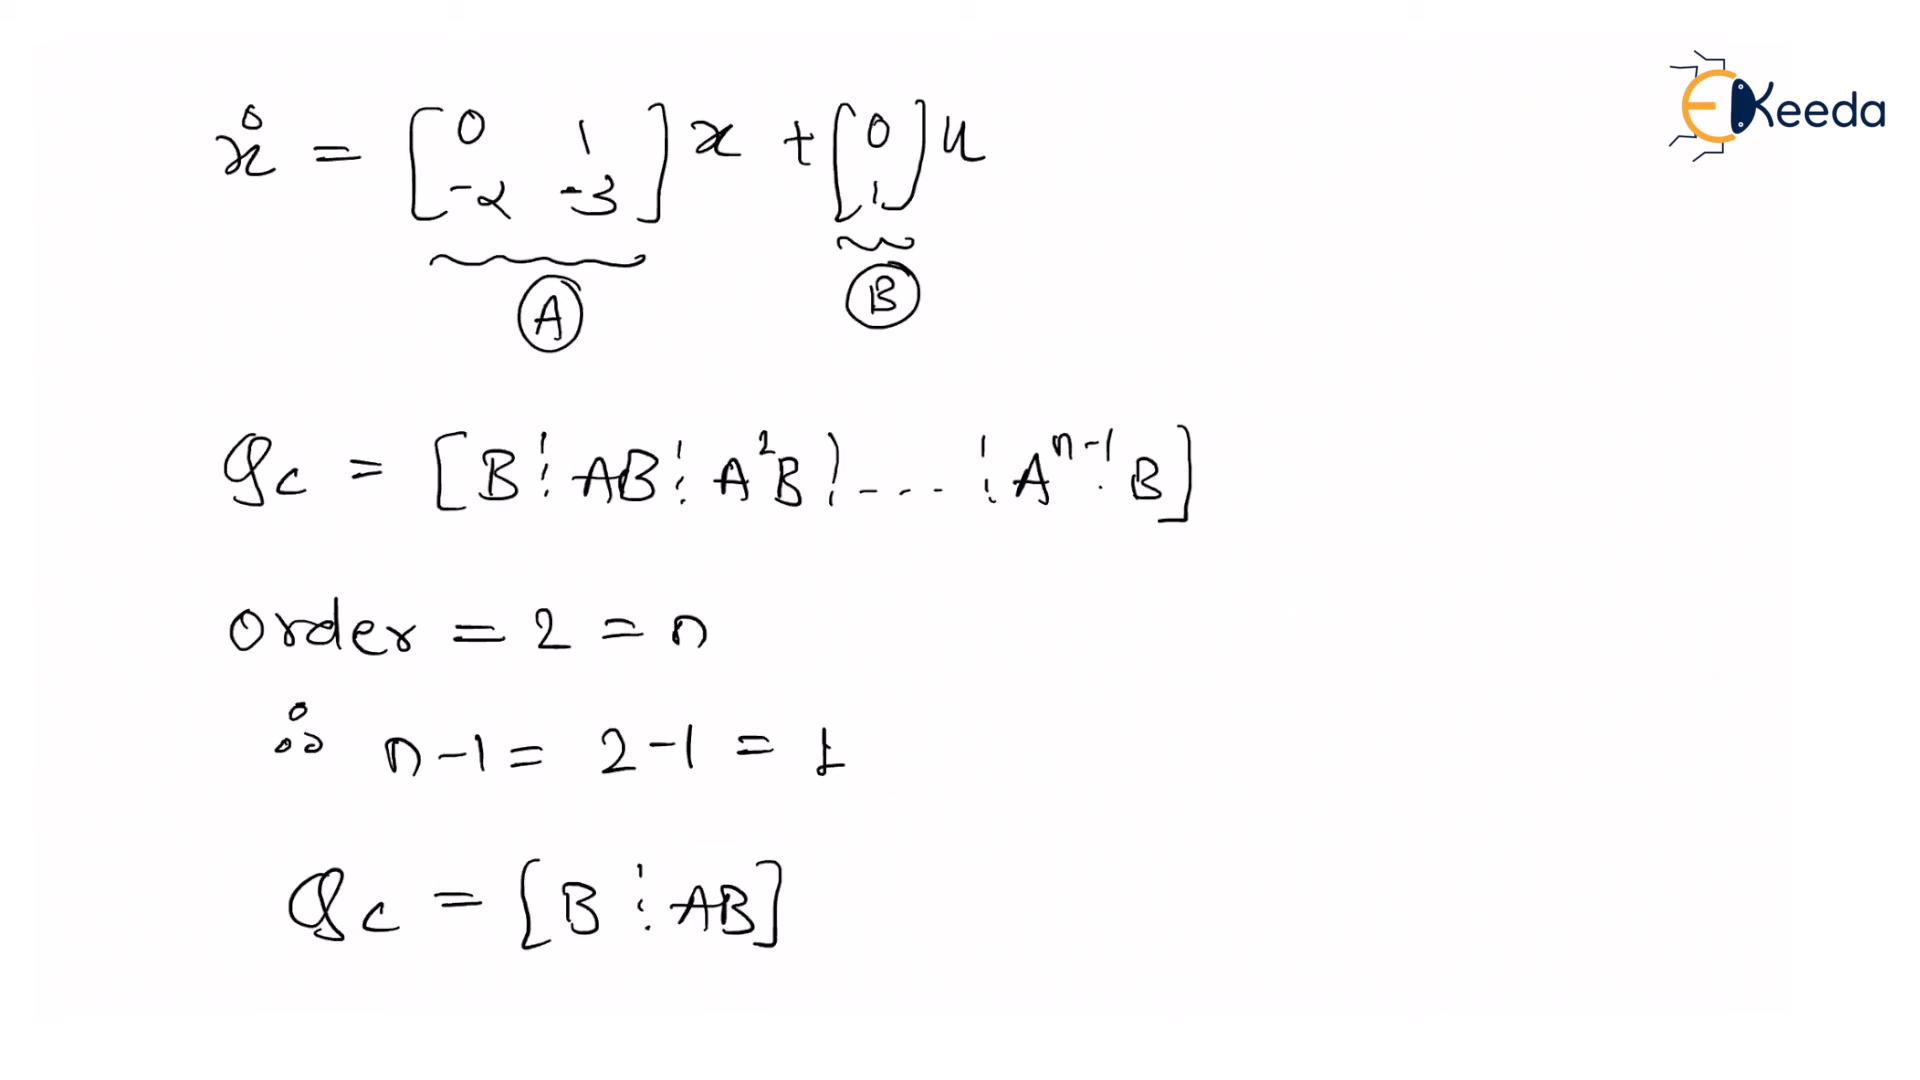 EKeeda
ẋ = [0 1; -2 -3] x + [0; 1] u
A B
Qc = [B ⋮ AB ⋮ A²B ⋮ ---- ⋮ Aⁿ⁻¹ B]
order = 2 = n
∴ n-1 = 2-1 = 1
Qc = [B ⋮ AB]